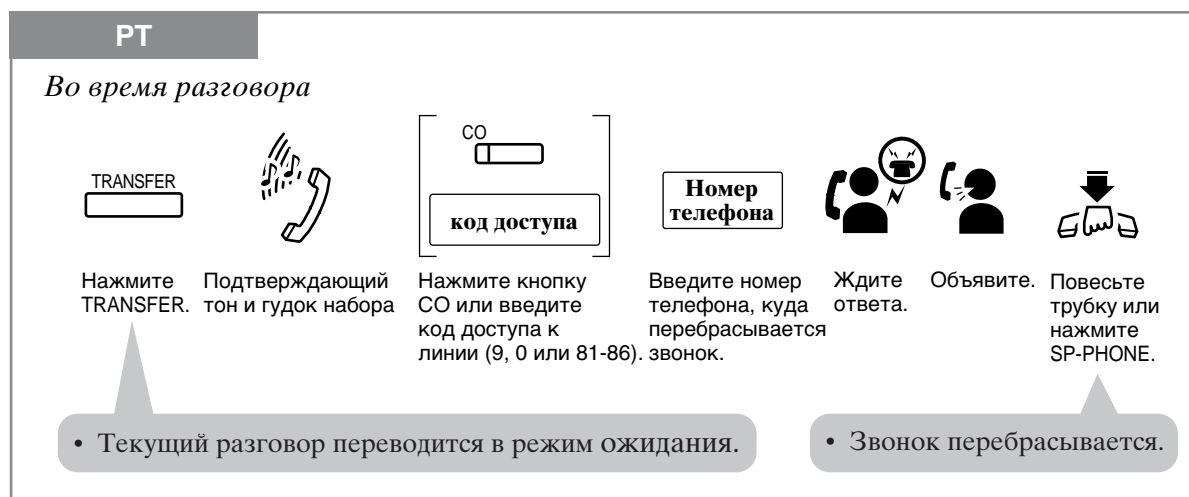 PT
Во время разговора
TRANSFER
CO
код доступа
Номер
телефона
Нажмите
TRANSFER.
Подтверждающий
тон и гудок набора
Нажмите кнопку
СО или введите
код доступа к
линии (9, 0 или 81-86).
Введите номер
телефона, куда
перебрасывается
звонок.
Ждите
ответа.
Объявите.
Повесьте
трубку или
нажмите
SP-PHONE.
• Текущий разговор переводится в режим ожидания.
• Звонок перебрасывается.